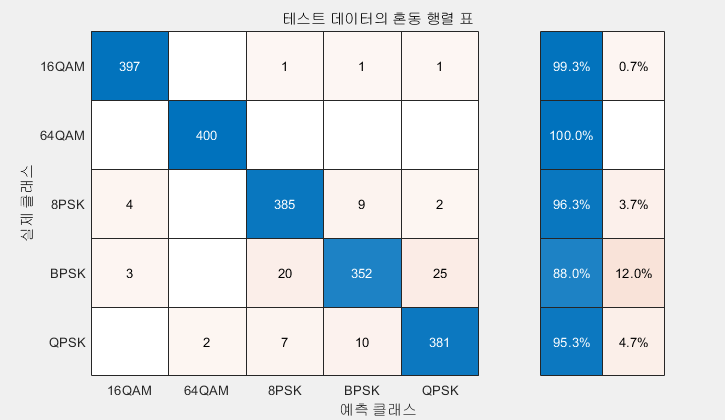 테스트 데이터의 혼동 행렬 표
실제 클래스
16QAM 397 1 1 1 99.3% 0.7%
64QAM 400 100.0%
8PSK 4 385 9 2 96.3% 3.7%
BPSK 3 20 352 25 88.0% 12.0%
QPSK 2 7 10 381 95.3% 4.7%
16QAM 64QAM 8PSK BPSK QPSK
예측 클래스